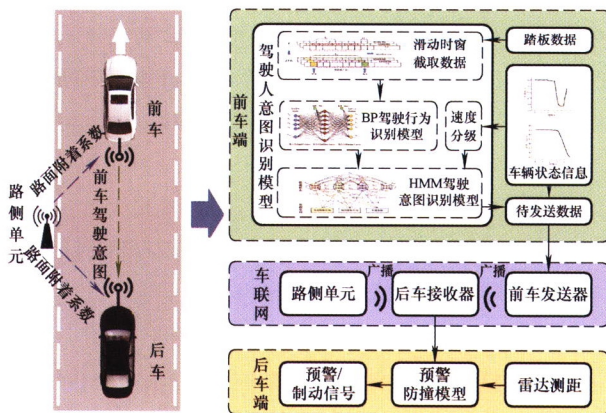 前车
路面附着系数
前车驾驶意图
路侧单元
路面附着系数
后车
前车端
驾驶人意图识别模型
滑动时窗
截取数据
BP驾驶行为
识别模型
速度
分级
HMM驾驶
意图识别模型
踏板数据
车辆状态信息
待发送数据
车联网
路侧单元
广播
后车接收器
广播
前车发送器
后车端
预警/
制动信号
预警
防撞模型
雷达测距